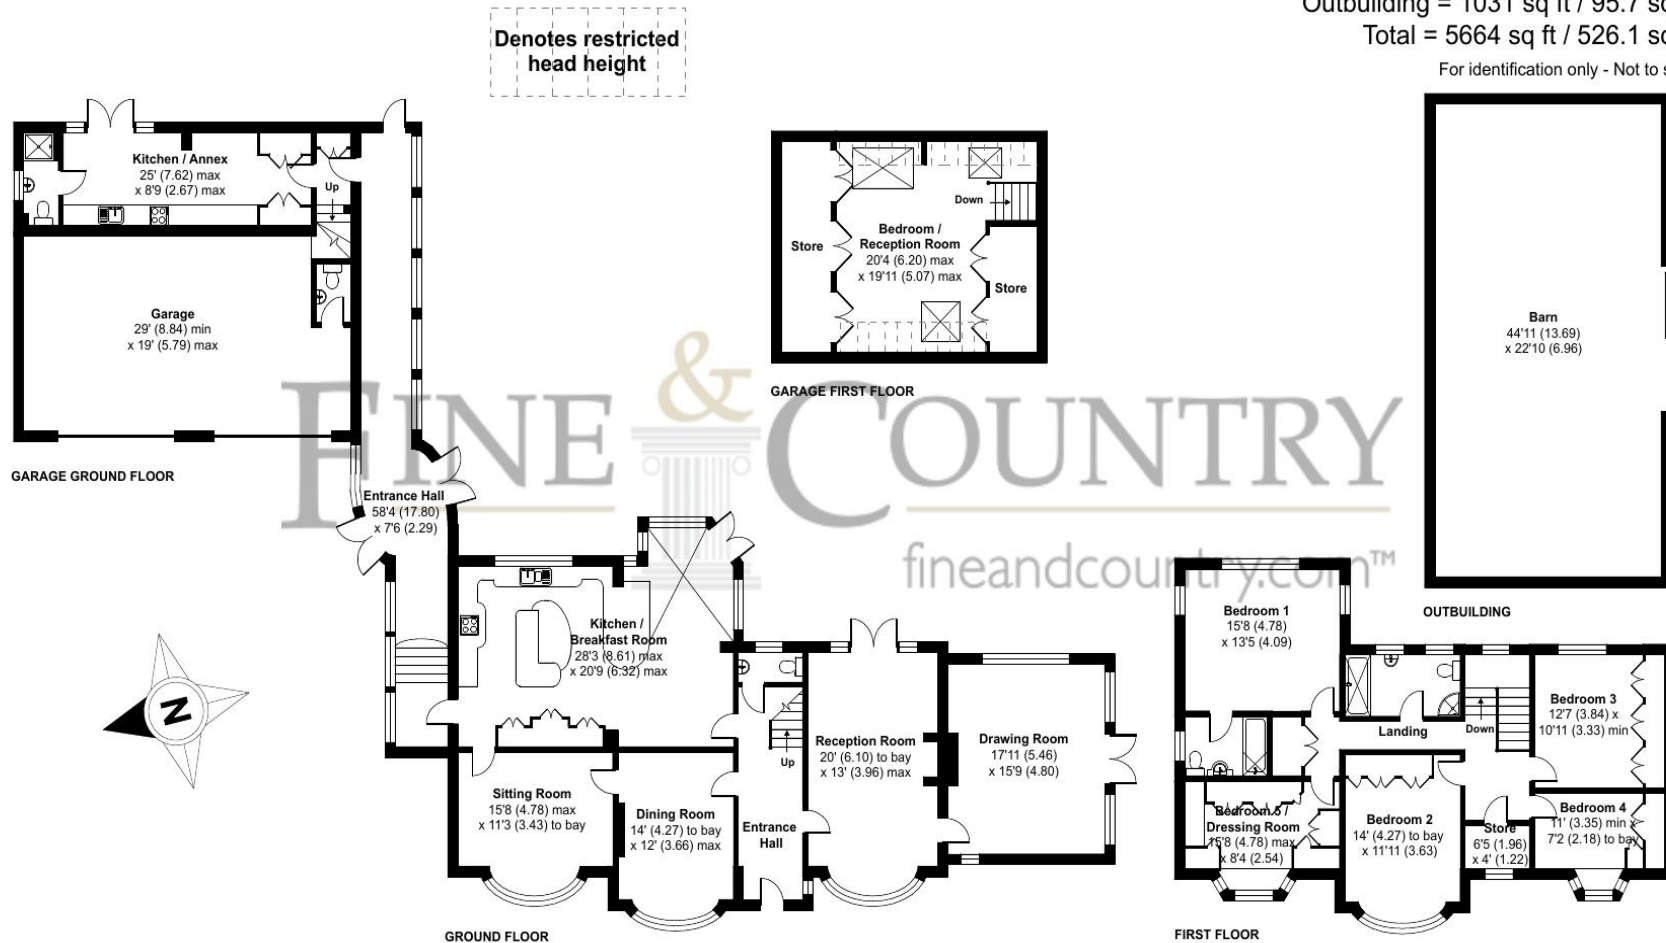 Outbuilding = 1031 sq ft / 95.7 sq
Total = 5664 sq ft / 526.1 sq
For identification only - Not to s
Denotes restricted
head height
Kitchen / Annex
25' (7.62) max
x 8'9 (2.67) max
Up
Garage
29' (8.84) min
x 19' (5.79) max
GARAGE GROUND FLOOR
Store
Bedroom /
Reception Room
20'4 (6.20) max
x 19'11 (5.07) max
Down
Store
GARAGE FIRST FLOOR
Barn
44'11 (13.69)
x 22'10 (6.96)
OUTBUILDING
FINE & COUNTRY
fineandcountry.com™
Entrance Hall
58'4 (17.80)
x 7'6 (2.29)
Kitchen /
Breakfast Room
28'3 (8.61) max
x 20'9 (6.32) max
Sitting Room
15'8 (4.78) max
x 11'3 (3.43) to bay
Dining Room
14' (4.27) to bay
x 12' (3.66) max
Up
Entrance
Hall
Reception Room
20' (6.10) to bay
x 13' (3.96) max
Drawing Room
17'11 (5.46)
x 15'9 (4.80)
GROUND FLOOR
N
Bedroom 1
15'8 (4.78)
x 13'5 (4.09)
Bedroom 3
12'7 (3.84) x
10'11 (3.33) min
Landing
Down
Bedroom 5 /
Dressing Room
15'8 (4.78) max
x 8'4 (2.54)
Bedroom 2
14' (4.27) to bay
x 11'11 (3.63)
Store
6'5 (1.96)
x 4' (1.22)
Bedroom 4
11' (3.35) min x
7'2 (2.18) to bay
FIRST FLOOR